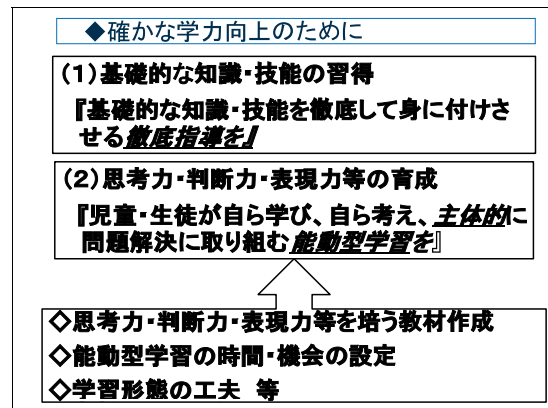 ◆確かな学力向上のために
(1)基礎的な知識・技能の習得
『基礎的な知識・技能を徹底して身に付けさ
せる徹底指導を』
(2)思考力・判断力・表現力等の育成
『児童・生徒が自ら学び、自ら考え、主体的に
問題解決に取り組む能動型学習を』
◇思考力・判断力・表現力等を培う教材作成
◇能動型学習の時間・機会の設定
◇学習形態の工夫 等